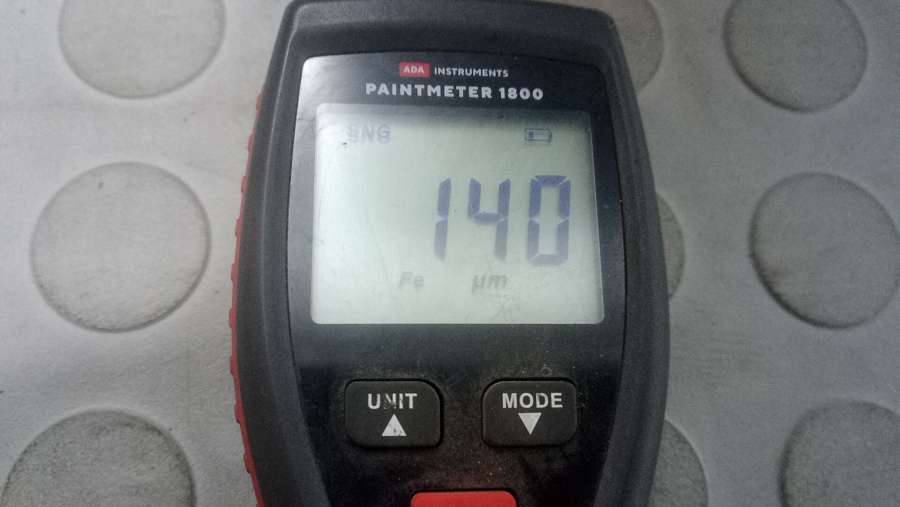 ADA INSTRUMENTS
PAINTMETER 1800
SNG
140
Fe µm
UNIT MODE